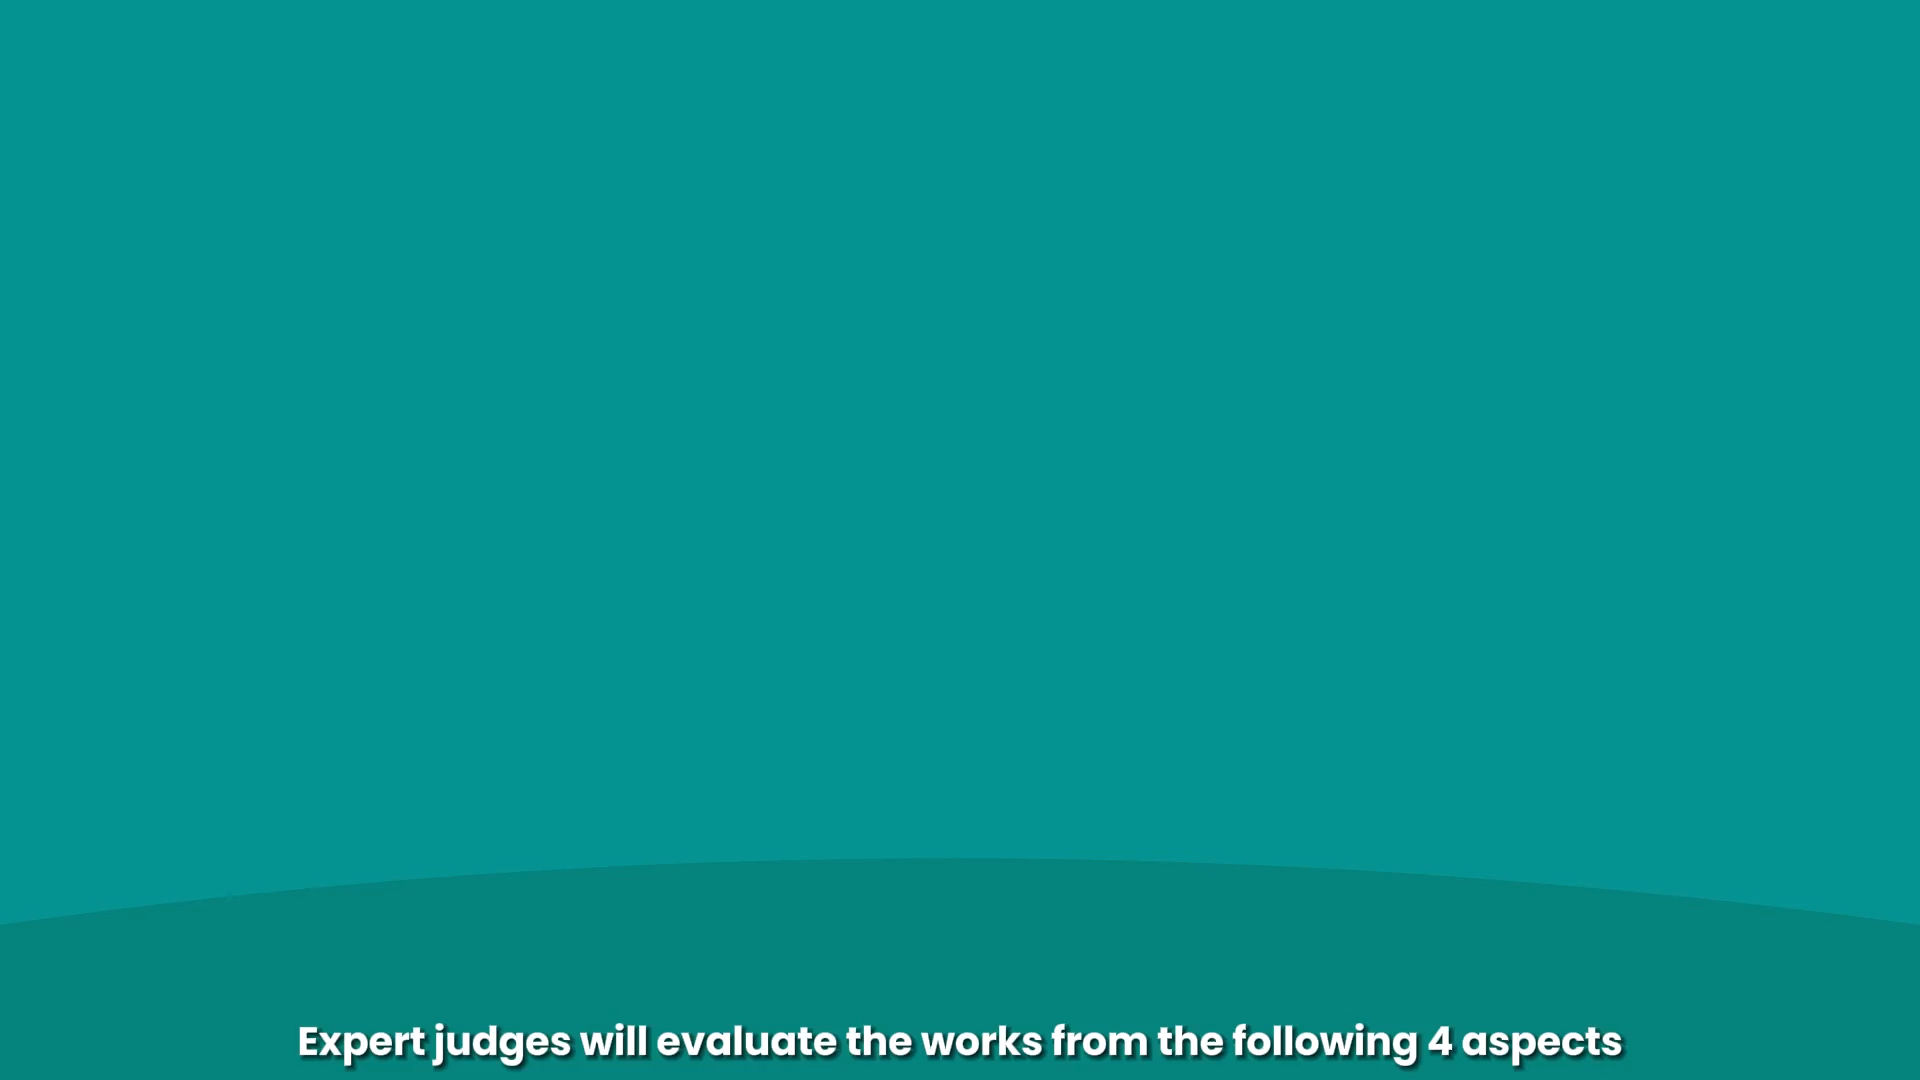 Expert judges will evaluate the works from the following 4 aspects